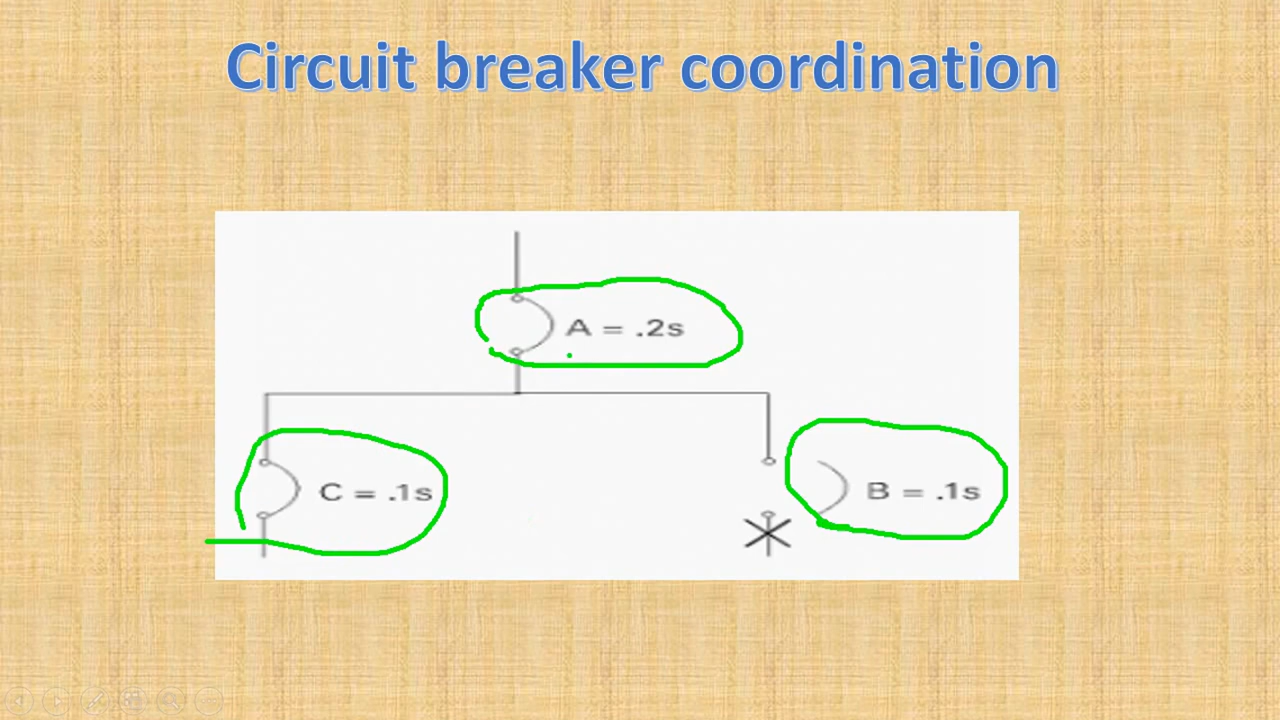 Circuit breaker coordination
A = .2s
C = .1s
B = .1s